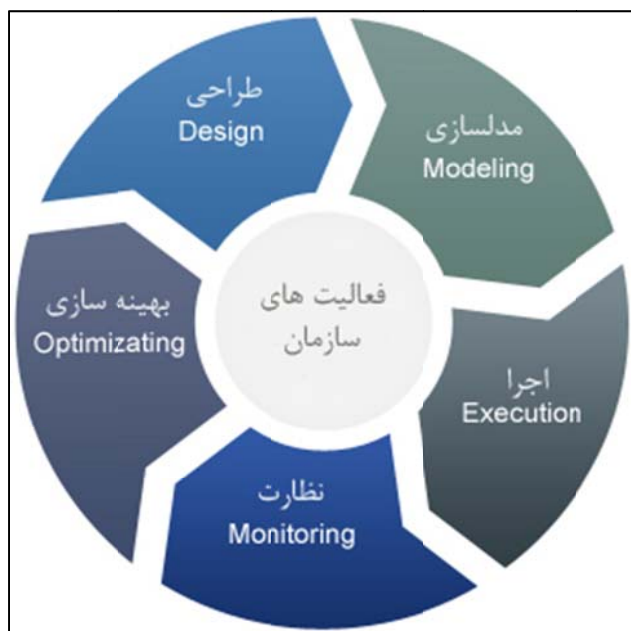 طراحی
Design
مدلسازی
Modeling
اجرا
Execution
نظارت
Monitoring
بهینه سازی
Optimizating
فعالیت های
سازمان